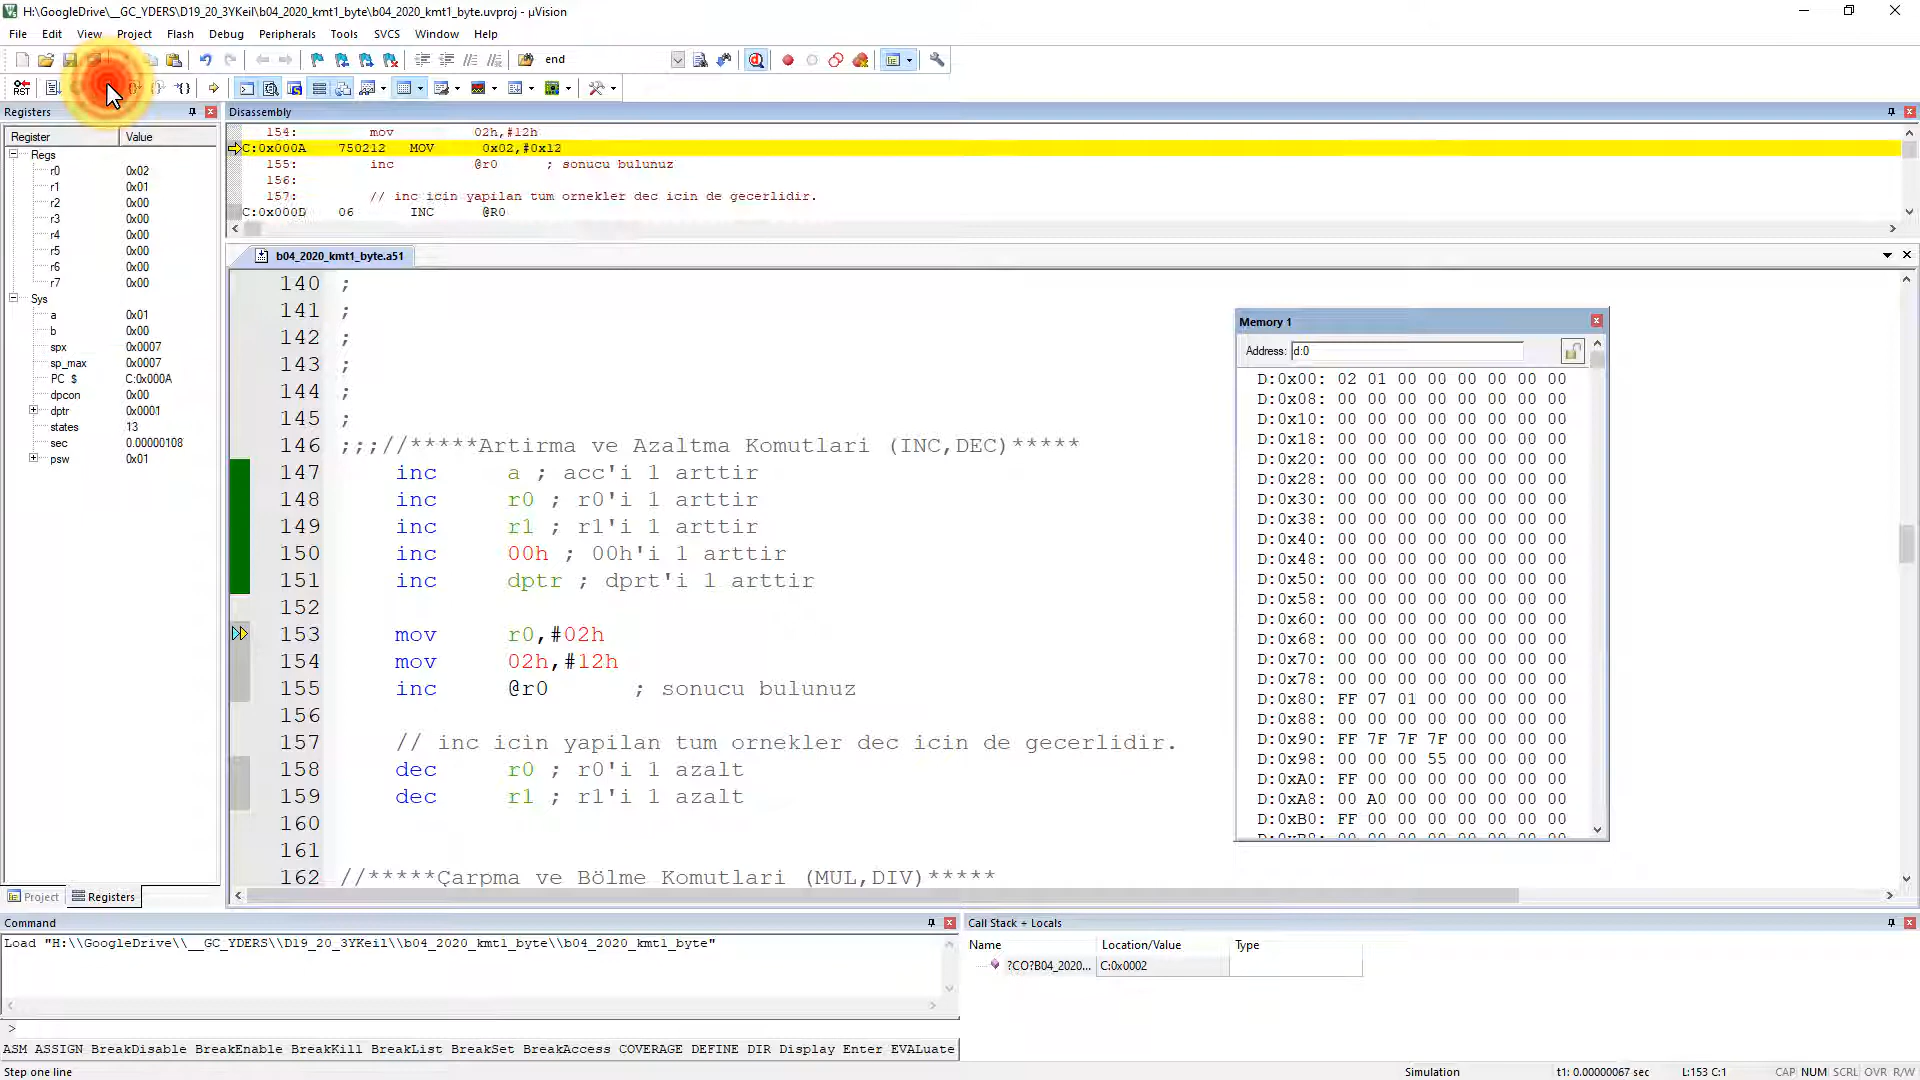 H:\GoogleDrive\__GC_YDERS\D19_20_3YKeil\b04_2020_kmt1_byte\b04_2020_kmt1_byte.uvproj - µVision
File Edit View Project Flash Debug Peripherals Tools SVCS Window Help
end
Registers
Register Value
Regs
r0 0x02
r1 0x01
r2 0x00
r3 0x00
r4 0x00
r5 0x00
r6 0x00
r7 0x00
Sys
a 0x01
b 0x00
spx 0x0007
sp_max 0x0007
PC $ C:0x000A
dpcon 0x00
dptr 0x0001
states 13
sec 0.00000108
psw 0x01
Project Registers
Disassembly
154: mov 02h,#12h
C:0x000A 750212 MOV 0x02,#0x12
155: inc @r0 ; sonucu bulunuz
156:
157: // inc icin yapilan tum ornekler dec icin de gecerlidir.
C:0x000D 06 INC @R0
b04_2020_kmt1_byte.a51
140 ;
141 ;
142 ;
143 ;
144 ;
145 ;
146 ;;;//*****Artirma ve Azaltma Komutlari (INC,DEC)*****
147 inc a ; acc'i 1 arttir
148 inc r0 ; r0'i 1 arttir
149 inc r1 ; r1'i 1 arttir
150 inc 00h ; 00h'i 1 arttir
151 inc dptr ; dprt'i 1 arttir
152
153 mov r0,#02h
154 mov 02h,#12h
155 inc @r0 ; sonucu bulunuz
156
157 // inc icin yapilan tum ornekler dec icin de gecerlidir.
158 dec r0 ; r0'i 1 azalt
159 dec r1 ; r1'i 1 azalt
160
161
162 //*****Çarpma ve Bölme Komutlari (MUL,DIV)*****
Memory 1
Address: d:0
D:0x00: 02 01 00 00 00 00 00 00
D:0x08: 00 00 00 00 00 00 00 00
D:0x10: 00 00 00 00 00 00 00 00
D:0x18: 00 00 00 00 00 00 00 00
D:0x20: 00 00 00 00 00 00 00 00
D:0x28: 00 00 00 00 00 00 00 00
D:0x30: 00 00 00 00 00 00 00 00
D:0x38: 00 00 00 00 00 00 00 00
D:0x40: 00 00 00 00 00 00 00 00
D:0x48: 00 00 00 00 00 00 00 00
D:0x50: 00 00 00 00 00 00 00 00
D:0x58: 00 00 00 00 00 00 00 00
D:0x60: 00 00 00 00 00 00 00 00
D:0x68: 00 00 00 00 00 00 00 00
D:0x70: 00 00 00 00 00 00 00 00
D:0x78: 00 00 00 00 00 00 00 00
D:0x80: FF 07 01 00 00 00 00 00
D:0x88: 00 00 00 00 00 00 00 00
D:0x90: FF 7F 7F 7F 00 00 00 00
D:0x98: 00 00 00 55 00 00 00 00
D:0xA0: FF 00 00 00 00 00 00 00
D:0xA8: 00 A0 00 00 00 00 00 00
D:0xB0: FF 00 00 00 00 00 00 00
Command
Load "H:\\GoogleDrive\\__GC_YDERS\\D19_20_3YKeil\\b04_2020_kmt1_byte\\b04_2020_kmt1_byte"
>
ASM ASSIGN BreakDisable BreakEnable BreakKill BreakList BreakSet BreakAccess COVERAGE DEFINE DIR Display Enter EVALuate
Call Stack + Locals
Name Location/Value Type
?CO?B04_2020... C:0x0002
Step one line Simulation t1: 0.00000067 sec L:153 C:1 CAP NUM SCRL OVR R/W